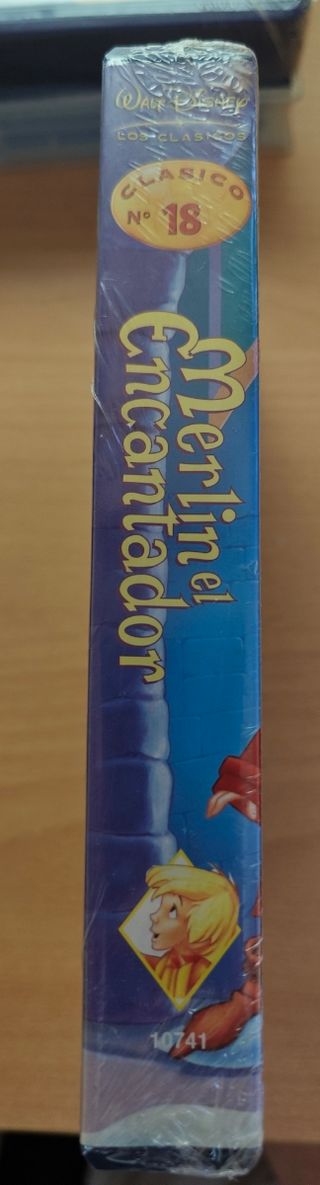 WALT DISNEY
LOS CLASICOS
CLASICO
Nº 18
Merlin el
Encantador
10741